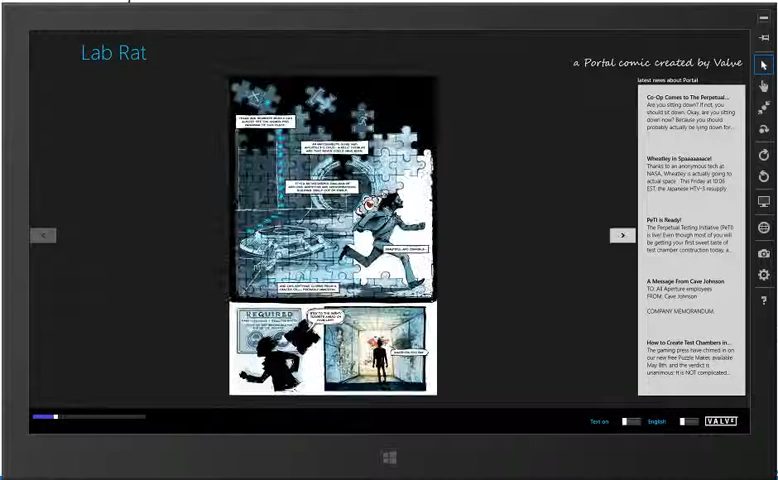 Lab Rat
a Portal comic created by Valve
latest news about Portal
Co-Op Comes to The Perpetual...
Are you sitting down? If not, you
should sit down. Okay, are you sitting
down now? Because you should
probably actually be lying down for...
Wheatley in Spaaaaaace!
Thanks to an anonymous tech at
NASA, Wheatley is actually going to
actual space . This Friday at 10:06
EST, the Japanese HTV-3 resupply
PeTI is Ready!
The Perpetual Testing Initiative (PeTI)
is live! Even though most of you will
be getting your first sweet taste of
test chamber construction today, a...
A Message From Cave Johnson
TO: All Aperture employees
FROM: Cave Johnson
COMPANY MEMORANDUM:
How to Create Test Chambers in...
The gaming press have chimed in on
our new free Puzzle Maker, available
May 8th, and the verdict is
unanimous: It is NOT complicated...
REQUIRED
< >
Text on
English
VALVE
?